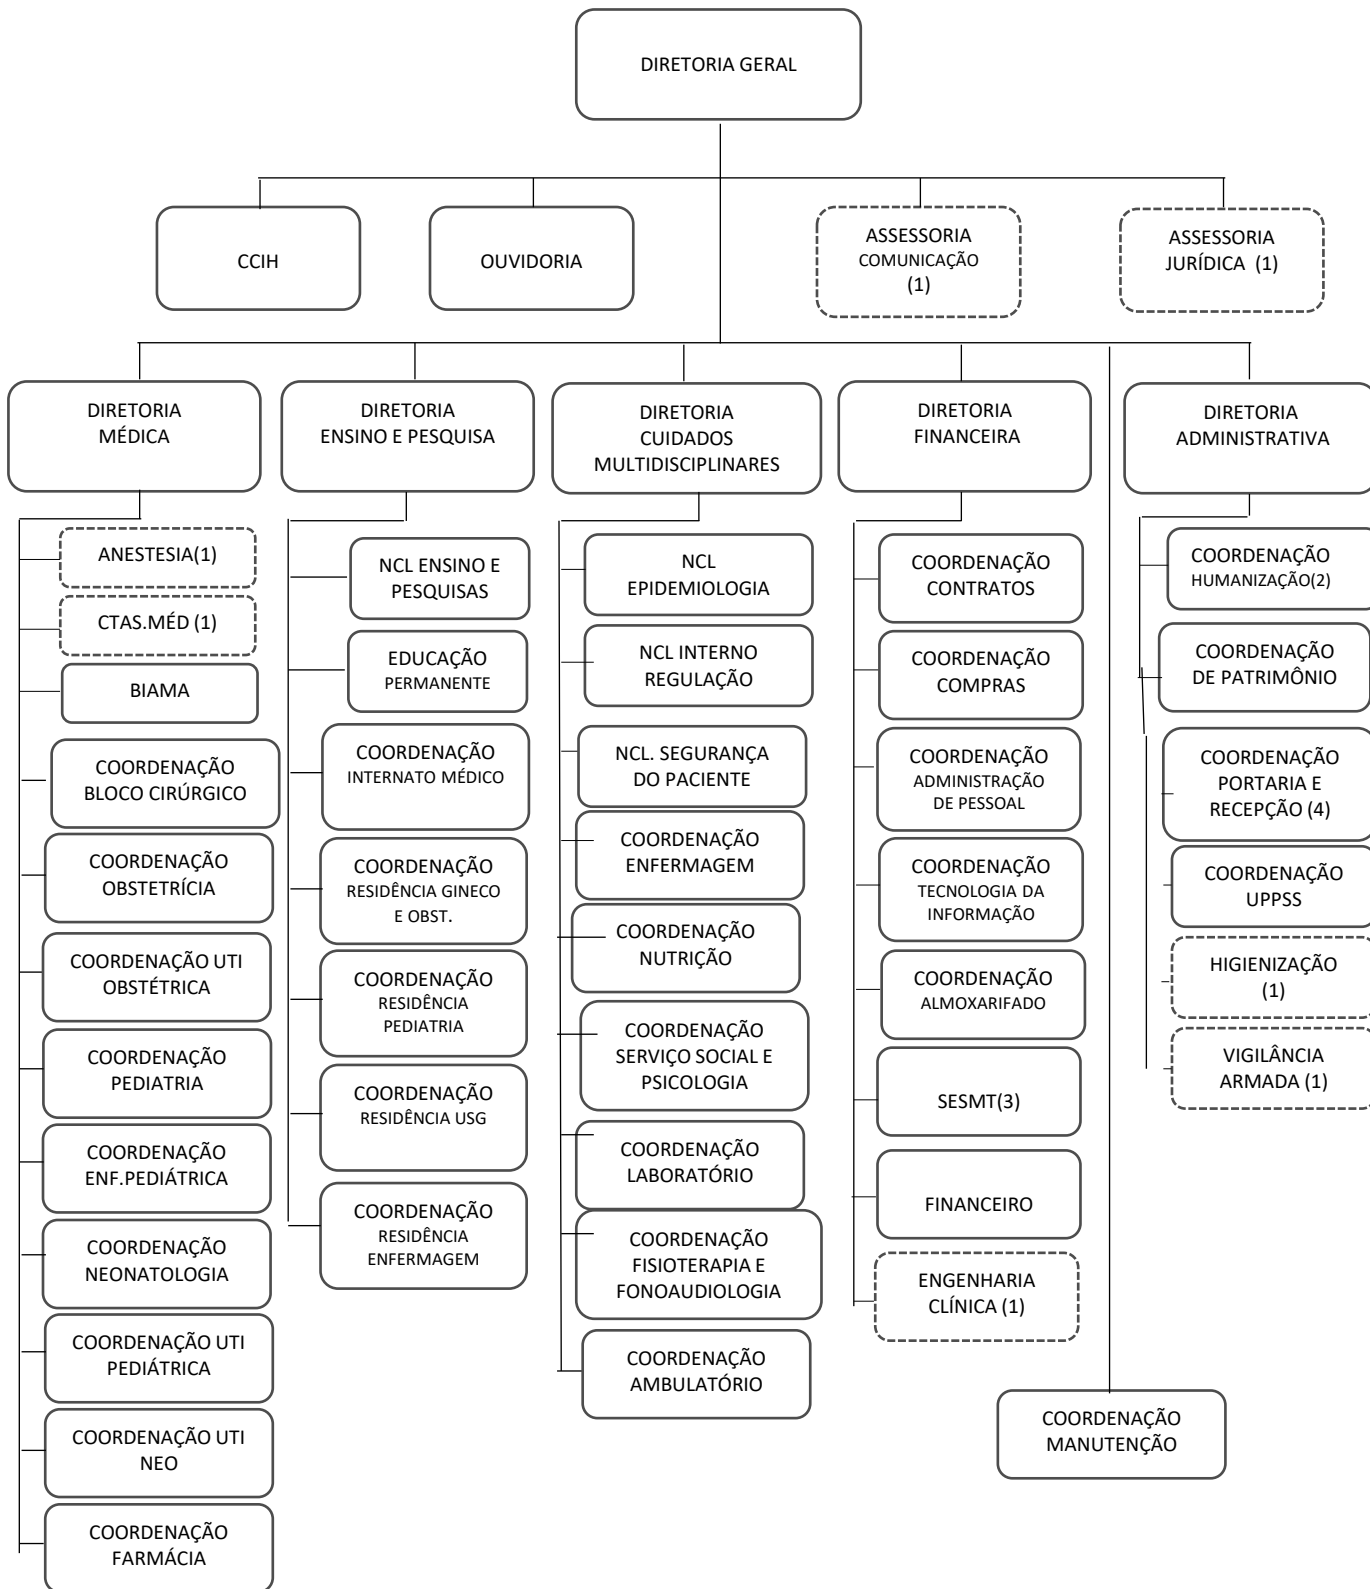 DIRETORIA GERAL
CCIH
OUVIDORIA
ASSESSORIA
COMUNICAÇÃO
(1)
ASSESSORIA
JURÍDICA (1)
DIRETORIA
MÉDICA
DIRETORIA
ENSINO E PESQUISA
DIRETORIA
CUIDADOS
MULTIDISCIPLINARES
DIRETORIA
FINANCEIRA
DIRETORIA
ADMINISTRATIVA
ANESTESIA(1)
CTAS.MÉD (1)
BIAMA
COORDENAÇÃO
BLOCO CIRÚRGICO
COORDENAÇÃO
OBSTETRÍCIA
COORDENAÇÃO UTI
OBSTÉTRICA
COORDENAÇÃO
PEDIATRIA
COORDENAÇÃO
ENF.PEDIÁTRICA
COORDENAÇÃO
NEONATOLOGIA
COORDENAÇÃO UTI
PEDIÁTRICA
COORDENAÇÃO UTI
NEO
COORDENAÇÃO
FARMÁCIA
NCL ENSINO E
PESQUISAS
EDUCAÇÃO
PERMANENTE
COORDENAÇÃO
INTERNATO MÉDICO
COORDENAÇÃO
RESIDÊNCIA GINECO
E OBST.
COORDENAÇÃO
RESIDÊNCIA
PEDIATRIA
COORDENAÇÃO
RESIDÊNCIA USG
COORDENAÇÃO
RESIDÊNCIA
ENFERMAGEM
NCL
EPIDEMIOLOGIA
NCL INTERNO
REGULAÇÃO
NCL. SEGURANÇA
DO PACIENTE
COORDENAÇÃO
ENFERMAGEM
COORDENAÇÃO
NUTRIÇÃO
COORDENAÇÃO
SERVIÇO SOCIAL E
PSICOLOGIA
COORDENAÇÃO
LABORATÓRIO
COORDENAÇÃO
FISIOTERAPIA E
FONOAUDIOLOGIA
COORDENAÇÃO
AMBULATÓRIO
COORDENAÇÃO
CONTRATOS
COORDENAÇÃO
COMPRAS
COORDENAÇÃO
ADMINISTRAÇÃO
DE PESSOAL
COORDENAÇÃO
TECNOLOGIA DA
INFORMAÇÃO
COORDENAÇÃO
ALMOXARIFADO
SESMT(3)
FINANCEIRO
ENGENHARIA
CLÍNICA (1)
COORDENAÇÃO
HUMANIZAÇÃO(2)
COORDENAÇÃO
DE PATRIMÔNIO
COORDENAÇÃO
PORTARIA E
RECEPÇÃO (4)
COORDENAÇÃO
UPPSS
HIGIENIZAÇÃO
(1)
VIGILÂNCIA
ARMADA (1)
COORDENAÇÃO
MANUTENÇÃO